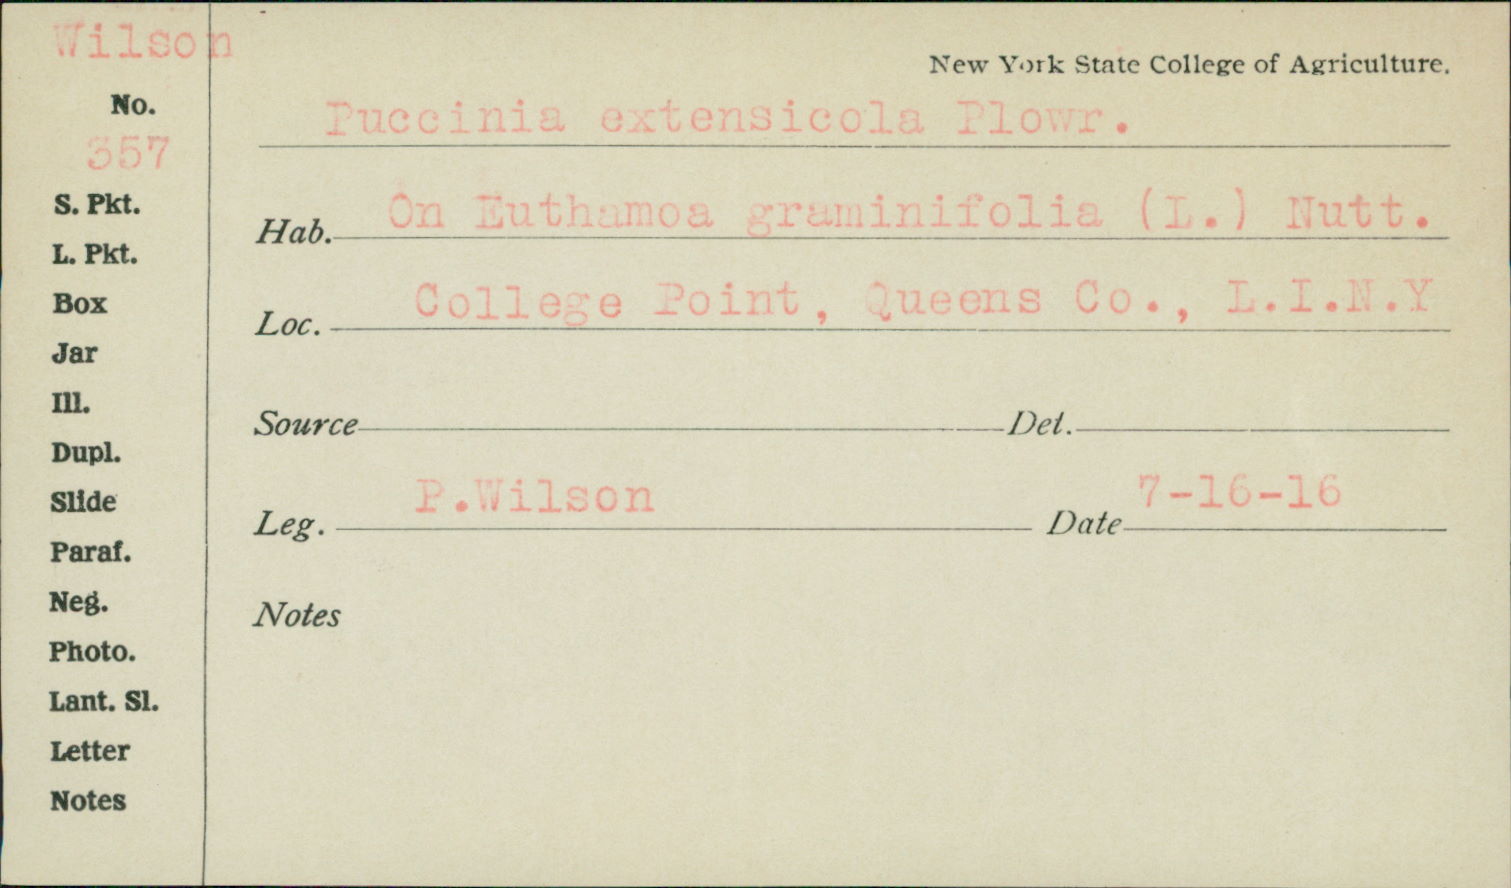 Wilson
New York State College of Agriculture.
No.
357
Puccinia extensicola Plowr.
S. Pkt.
L. Pkt.
Box
Jar
Ill.
Dupl.
Slide
Paraf.
Neg.
Photo.
Lant. Sl.
Letter
Notes
Hab. On Euthamoa graminifolia (L.) Nutt.
Loc. College Point, Queens Co., L.I.N.Y
Source Det.
Leg. P.Wilson Date 7-16-16
Notes